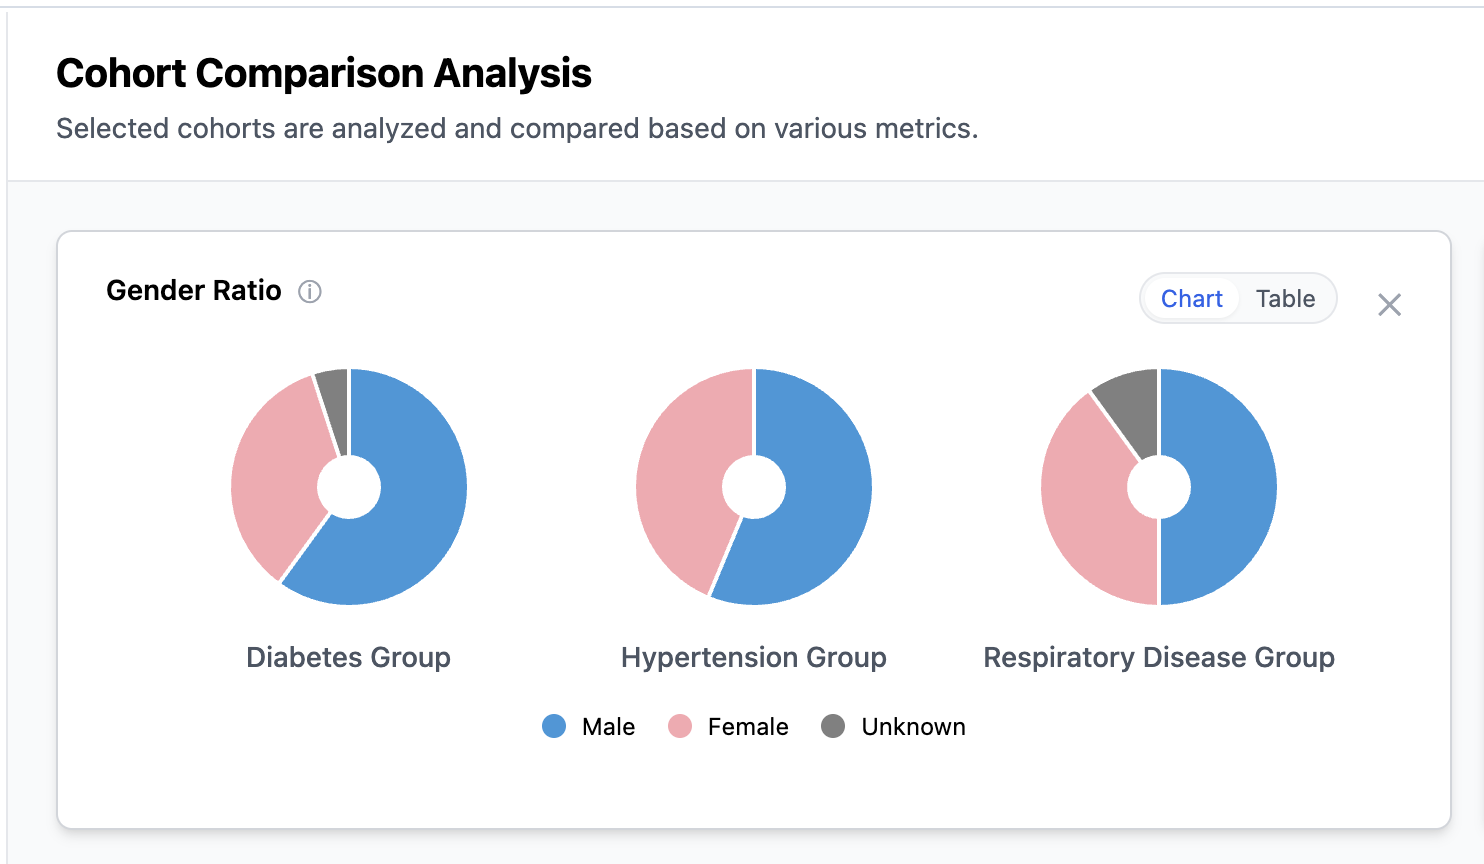 Cohort Comparison Analysis
Selected cohorts are analyzed and compared based on various metrics.
Gender Ratio
Chart Table
Diabetes Group
Hypertension Group
Respiratory Disease Group
Male Female Unknown